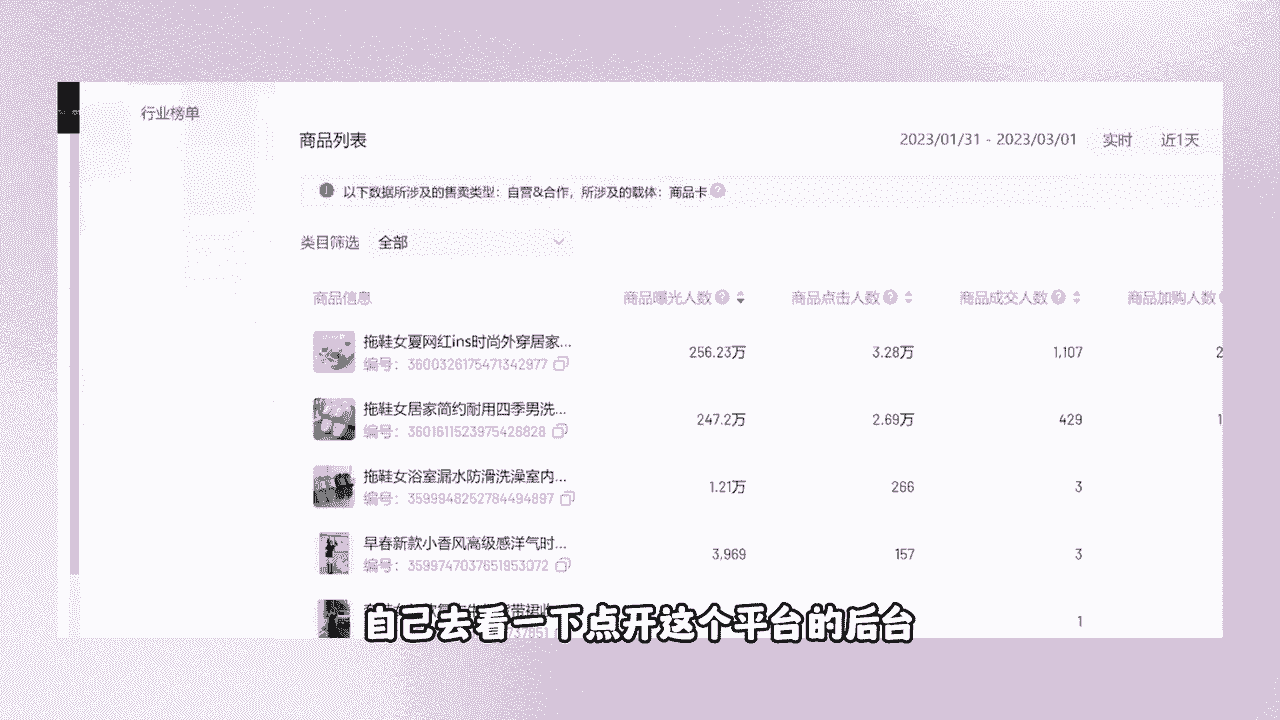 行业榜单
商品列表
2023/01/31 - 2023/03/01 实时 近1天
以下数据所涉及的售卖类型：自营&合作，所涉及的载体：商品卡
类目筛选 全部
商品信息 商品曝光人数 商品点击人数 商品成交人数 商品加购人数
拖鞋女夏网红ins时尚外穿居家...
编号：3600326175471342977
256.23万 3.28万 1,107 2
拖鞋女居家简约耐用四季男洗...
编号：3601611523975426828
247.2万 2.69万 429 1
拖鞋女浴室漏水防滑洗澡室内...
编号：3599948252784494897
1.21万 266 3
早春新款小香风高级感洋气时...
编号：3599747037651953072
3,969 157 3
1
自己去看一下点开这个平台的后台